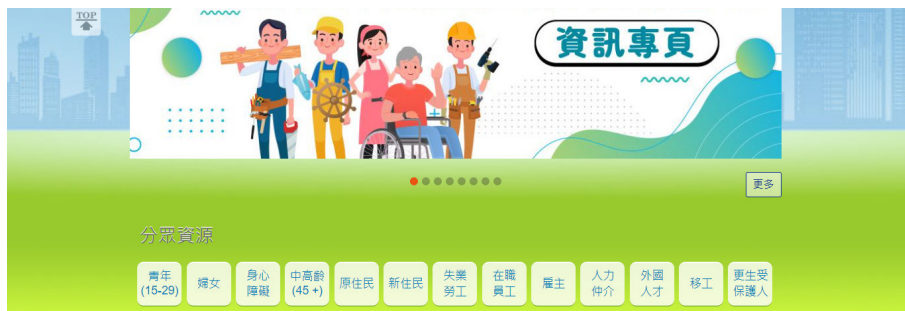 TOP
資訊專頁
更多
分眾資源
青年
(15-29)
婦女
身心
障礙
中高齡
(45 +)
原住民
新住民
失業
勞工
在職
員工
雇主
人力
仲介
外國
人才
移工
更生受
保護人